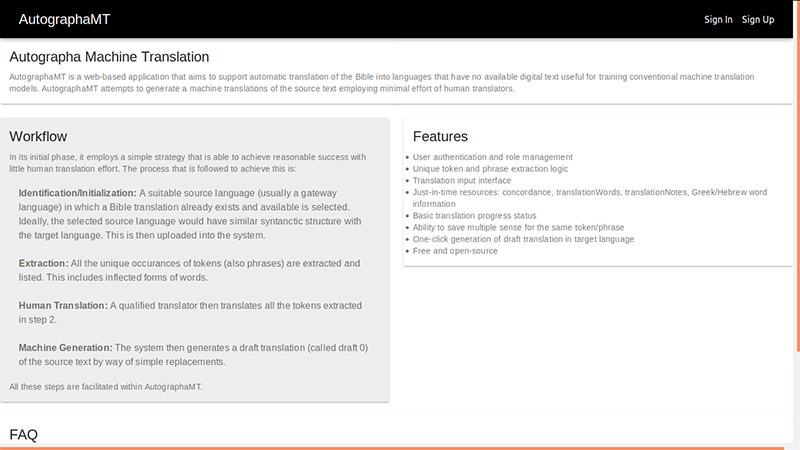 AutographaMT
Sign In Sign Up
Autographa Machine Translation
AutographaMT is a web-based application that aims to support automatic translation of the Bible into languages that have no available digital text useful for training conventional machine translation
models. AutographaMT attempts to generate a machine translations of the source text employing minimal effort of human translators.
Workflow
In its initial phase, it employs a simple strategy that is able to achieve reasonable success with
little human translation effort. The process that is followed to achieve this is:
Identification/Initialization: A suitable source language (usually a gateway
language) in which a Bible translation already exists and available is selected.
Ideally, the selected source language would have similar syntanctic structure with
the target language. This is then uploaded into the system.
Extraction: All the unique occurances of tokens (also phrases) are extracted and
listed. This includes inflected forms of words.
Human Translation: A qualified translator then translates all the tokens extracted
in step 2.
Machine Generation: The system then generates a draft translation (called draft 0)
of the source text by way of simple replacements.
All these steps are facilitated within AutographaMT.
Features
• User authentication and role management
• Unique token and phrase extraction logic
• Translation input interface
• Just-in-time resources: concordance, translationWords, translationNotes, Greek/Hebrew word
information
• Basic translation progress status
• Ability to save multiple sense for the same token/phrase
• One-click generation of draft translation in target language
• Free and open-source
FAQ